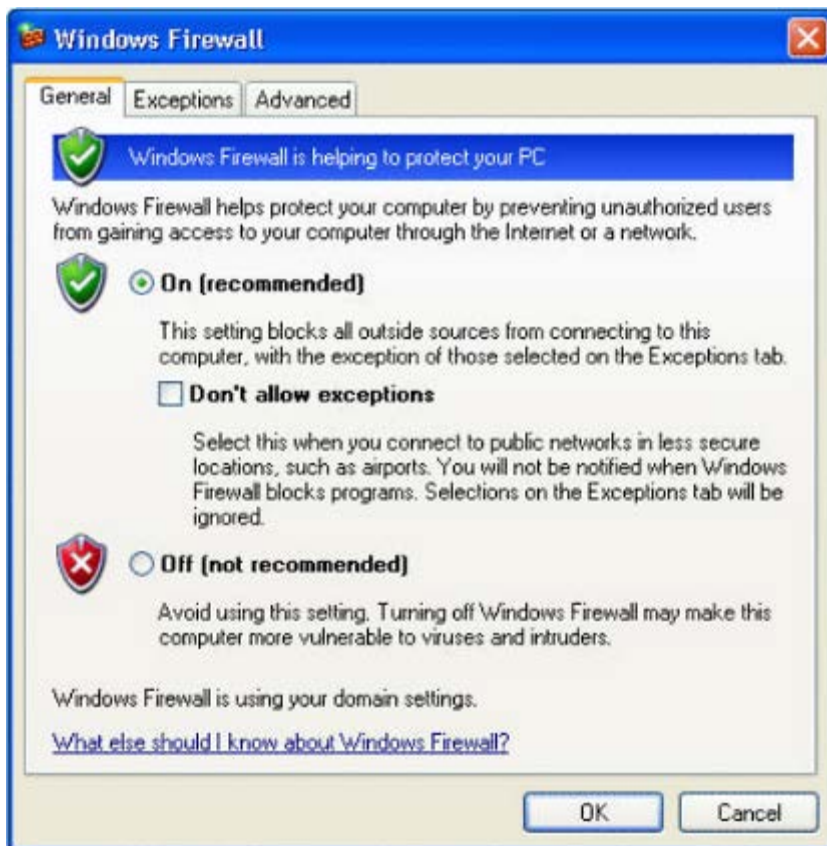 Windows Firewall
General Exceptions Advanced
Windows Firewall is helping to protect your PC
Windows Firewall helps protect your computer by preventing unauthorized users
from gaining access to your computer through the Internet or a network.
On (recommended)
This setting blocks all outside sources from connecting to this
computer, with the exception of those selected on the Exceptions tab.
Don't allow exceptions
Select this when you connect to public networks in less secure
locations, such as airports. You will not be notified when Windows
Firewall blocks programs. Selections on the Exceptions tab will be
ignored.
Off (not recommended)
Avoid using this setting. Turning off Windows Firewall may make this
computer more vulnerable to viruses and intruders.
Windows Firewall is using your domain settings.
What else should I know about Windows Firewall?
OK Cancel